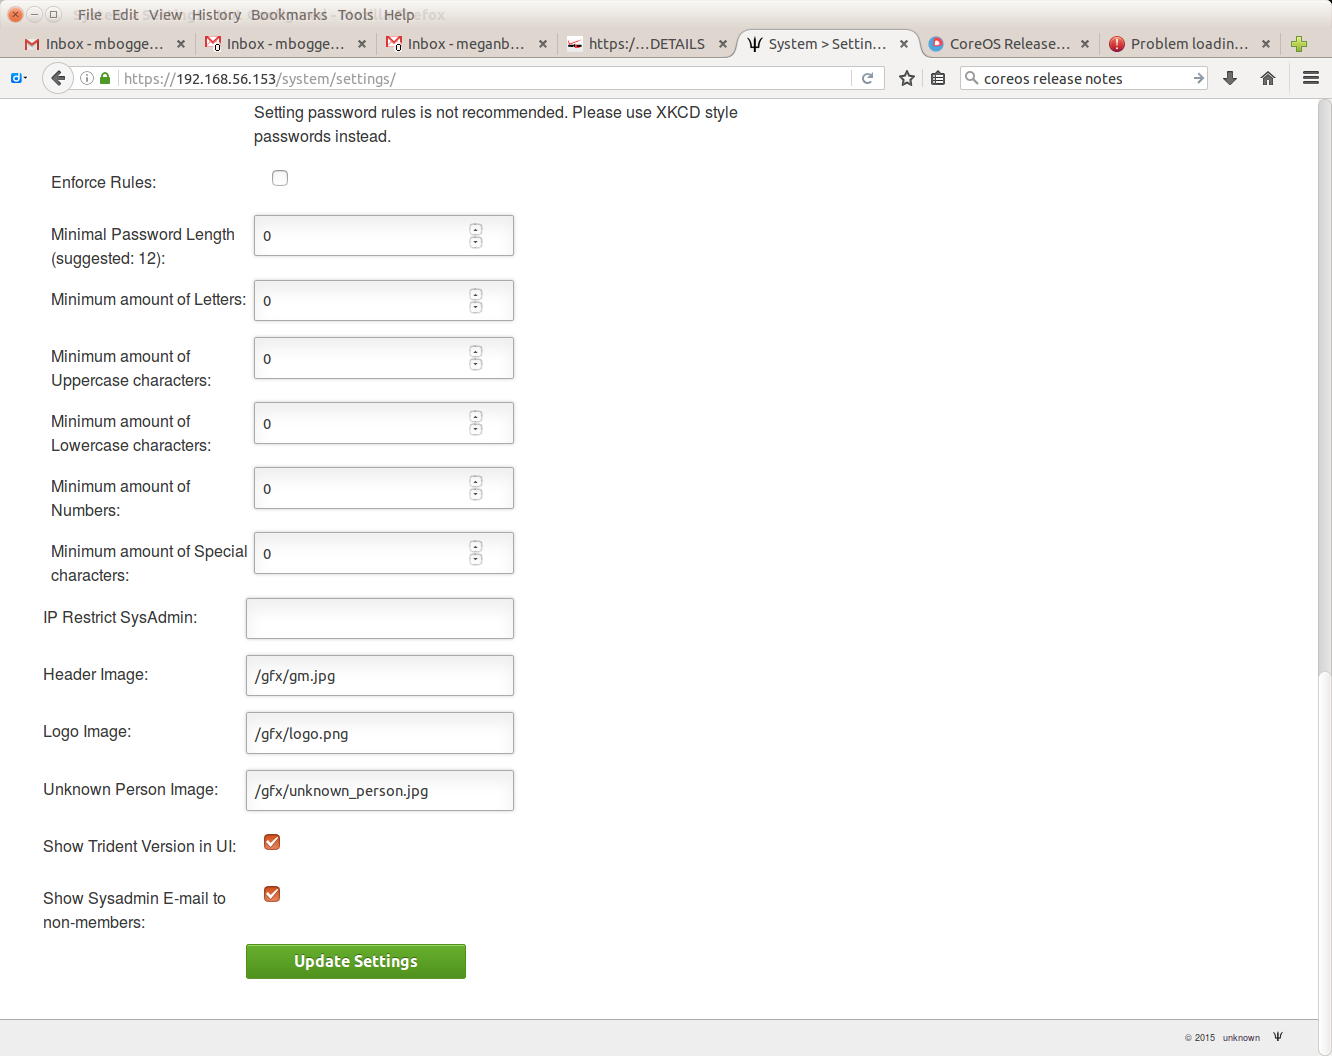 File Edit View History Bookmarks Tools Help
Inbox - mbogge... × Inbox - mbogge... × Inbox - meganb... × https:/...DETAILS × System > Settin... × CoreOS Release... × Problem loadin... ×
https://192.168.56.153/system/settings/ coreos release notes
Setting password rules is not recommended. Please use XKCD style
passwords instead.
Enforce Rules:
Minimal Password Length
(suggested: 12):
0
Minimum amount of Letters: 0
Minimum amount of
Uppercase characters:
0
Minimum amount of
Lowercase characters:
0
Minimum amount of
Numbers:
0
Minimum amount of Special
characters:
0
IP Restrict SysAdmin:
Header Image: /gfx/gm.jpg
Logo Image: /gfx/logo.png
Unknown Person Image: /gfx/unknown_person.jpg
Show Trident Version in UI:
Show Sysadmin E-mail to
non-members:
Update Settings
© 2015 unknown